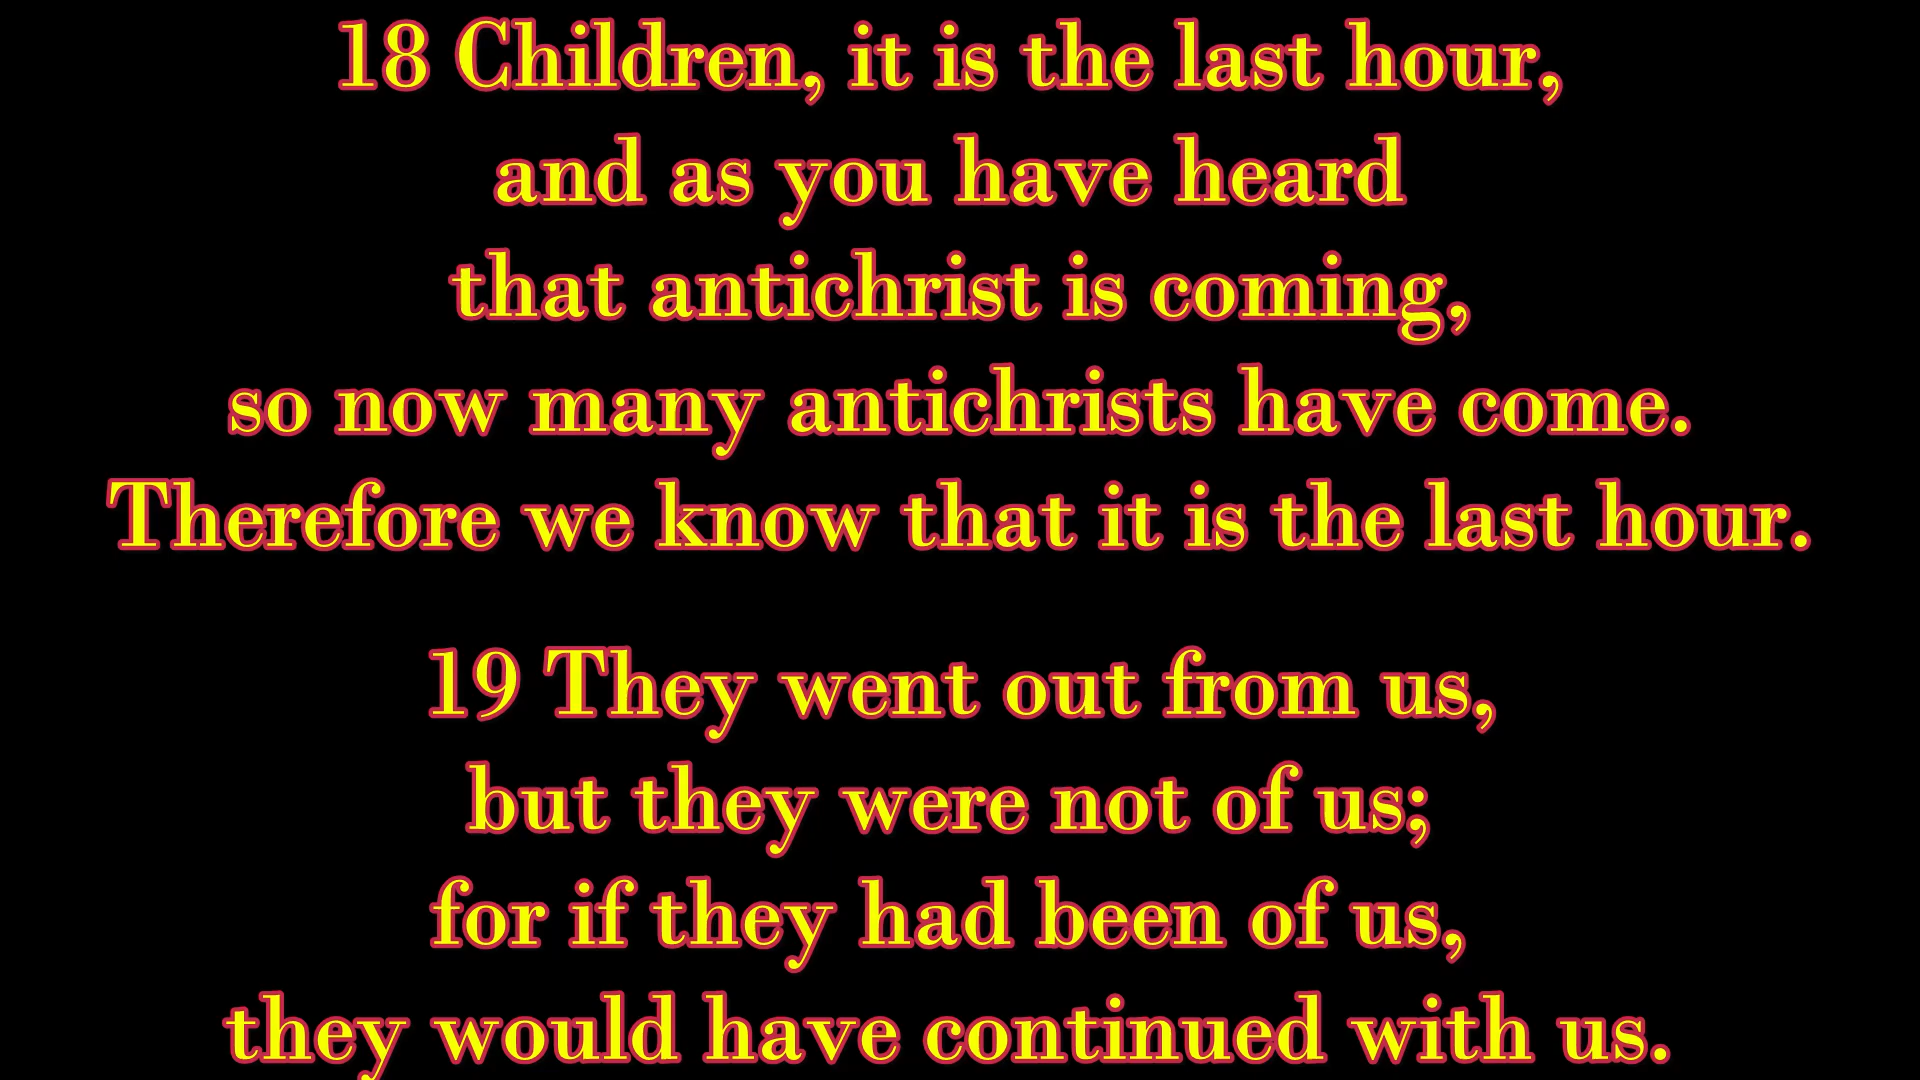 18 Children, it is the last hour,
and as you have heard
that antichrist is coming,
so now many antichrists have come.
Therefore we know that it is the last hour.
19 They went out from us,
but they were not of us;
for if they had been of us,
they would have continued with us.